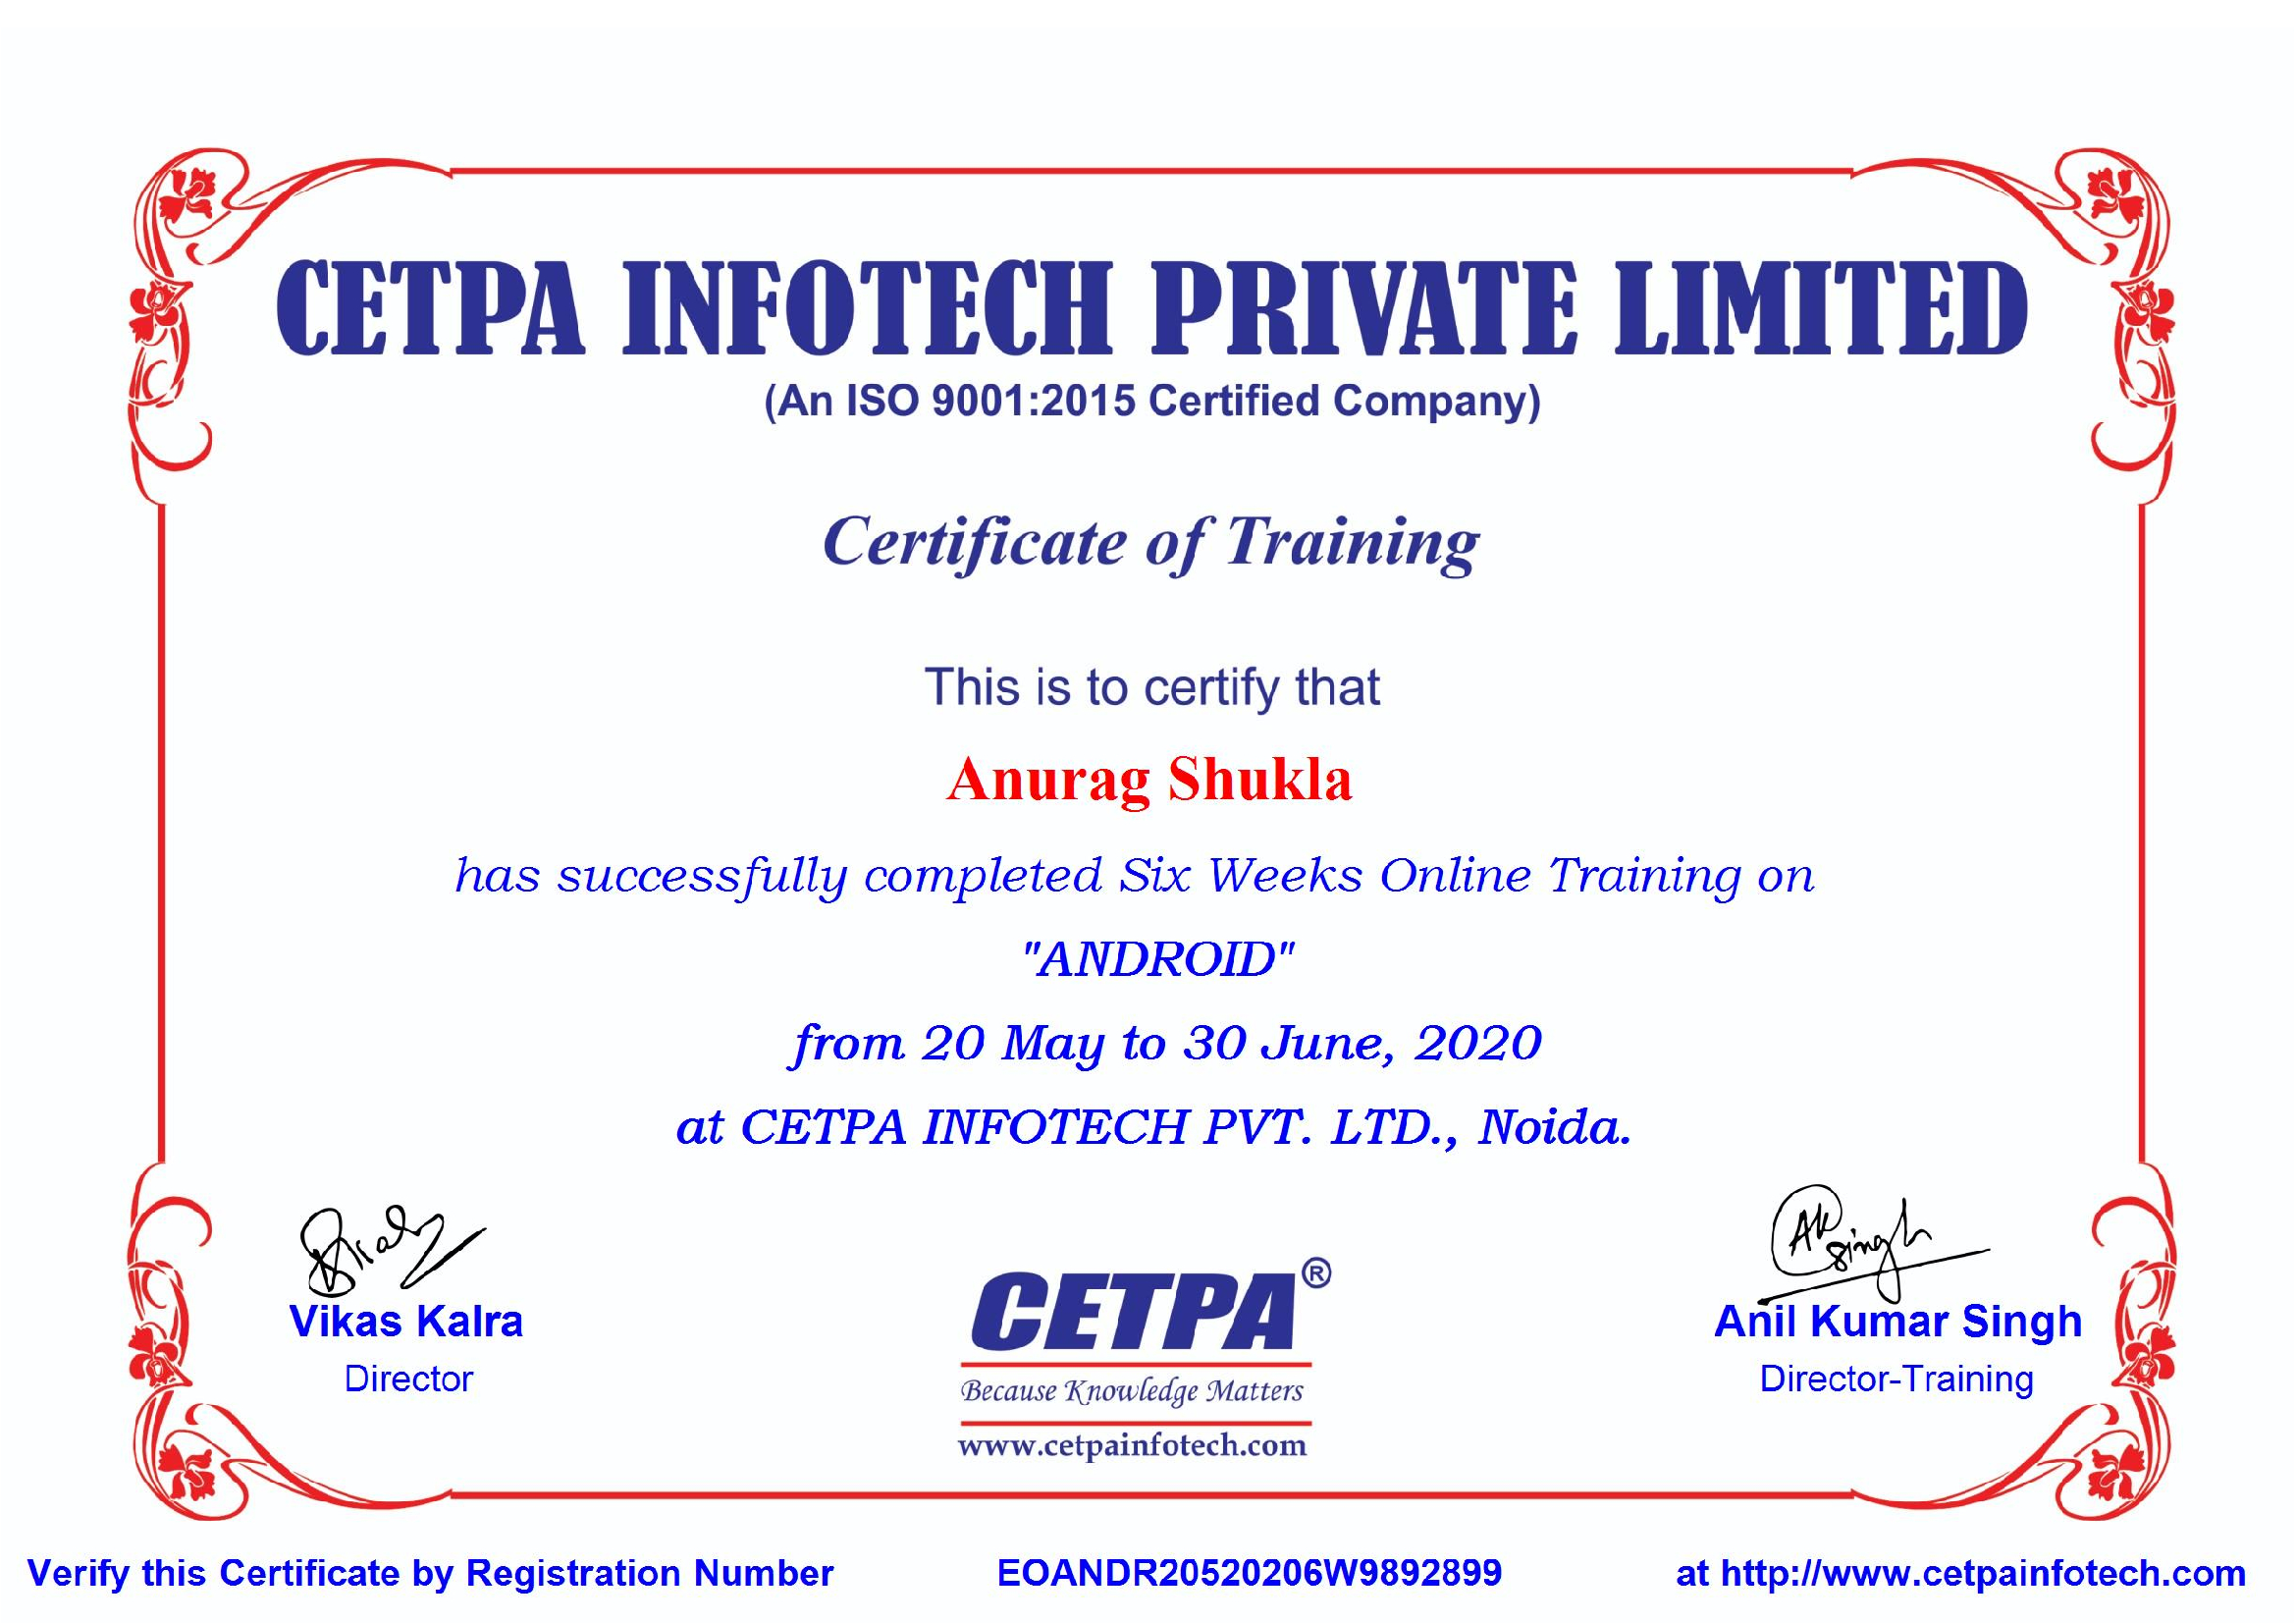 CETPA INFOTECH PRIVATE LIMITED
(An ISO 9001:2015 Certified Company)
Certificate of Training
This is to certify that
Anurag Shukla
has successfully completed Six Weeks Online Training on
"ANDROID"
from 20 May to 30 June, 2020
at CETPA INFOTECH PVT. LTD., Noida.
AK Singh
Vikas Kalra
Director
CETPA®
Because Knowledge Matters
www.cetpainfotech.com
Anil Kumar Singh
Director-Training
Verify this Certificate by Registration Number EOANDR20520206W9892899 at http://www.cetpainfotech.com